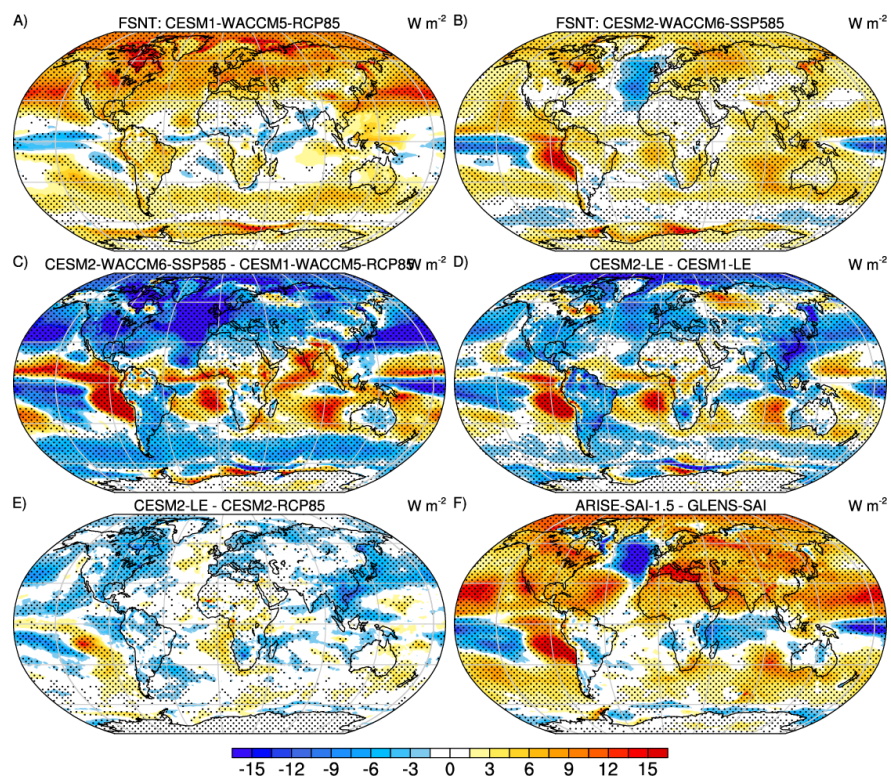 A) FSNT: CESM1-WACCM5-RCP85 W m-2
B) FSNT: CESM2-WACCM6-SSP585 W m-2
C) CESM2-WACCM6-SSP585 - CESM1-WACCM5-RCP85 W m-2
D) CESM2-LE - CESM1-LE W m-2
E) CESM2-LE - CESM2-RCP85 W m-2
F) ARISE-SAI-1.5 - GLENS-SAI W m-2
-15 -12 -9 -6 -3 0 3 6 9 12 15